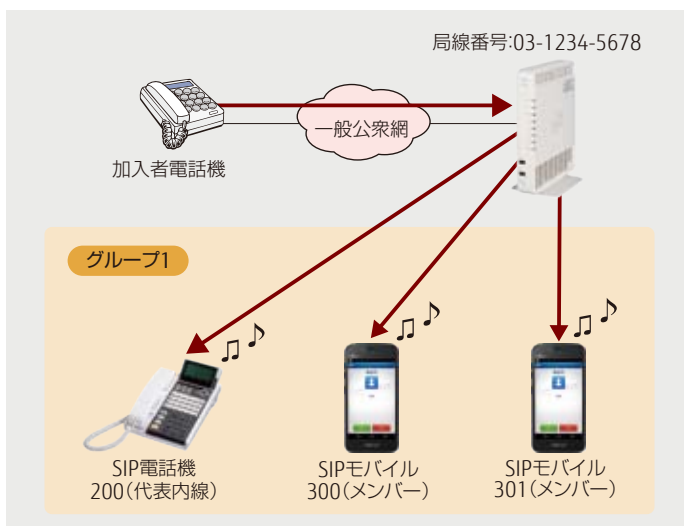 局線番号:03-1234-5678
一般公衆網
加入者電話機
グループ1
SIP電話機
200（代表内線）
SIPモバイル
300（メンバー）
SIPモバイル
301（メンバー）